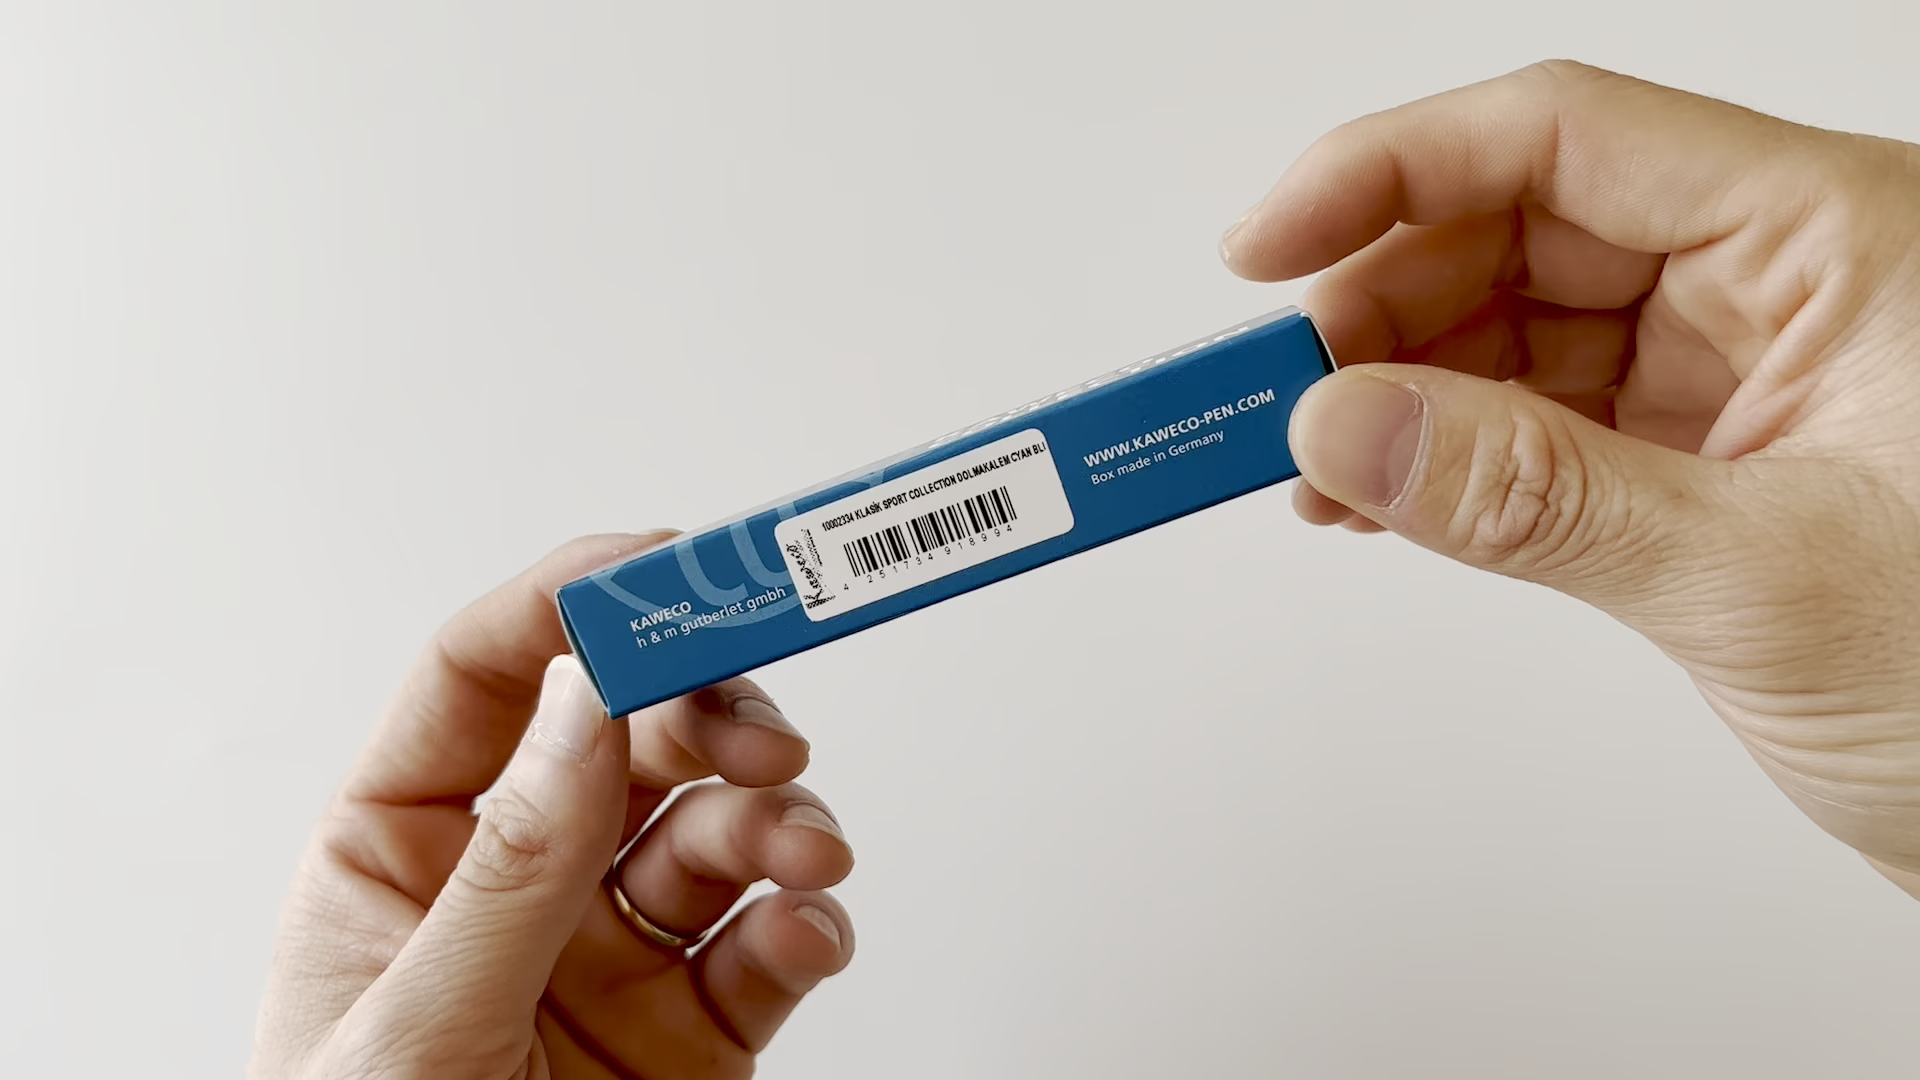 10002334 KLASİK SPORT COLLECTION DOLMAKALEM CYAN BLI
4 251734 918994
KAWECO
h & m gutberlet gmbh
WWW.KAWECO-PEN.COM
Box made in Germany